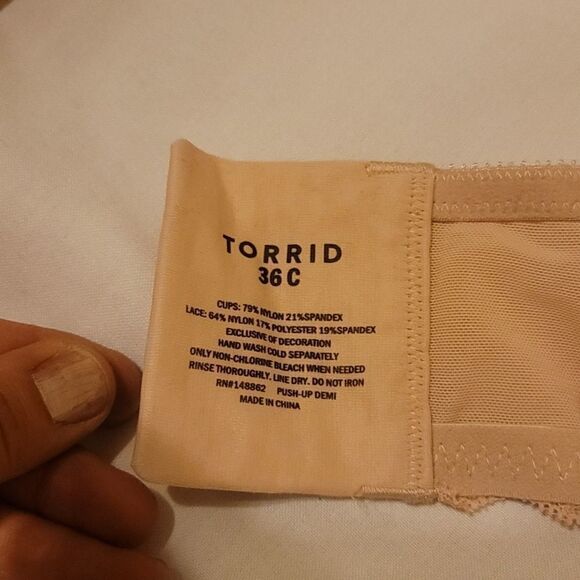 TORRID
36 C
CUPS: 79% NYLON 21%SPANDEX
LACE: 64% NYLON 17% POLYESTER 19%SPANDEX
EXCLUSIVE OF DECORATION
HAND WASH COLD SEPARATELY
ONLY NON-CHLORINE BLEACH WHEN NEEDED
RINSE THOROUGHLY. LINE DRY. DO NOT IRON
RN#148862 PUSH-UP DEMI
MADE IN CHINA